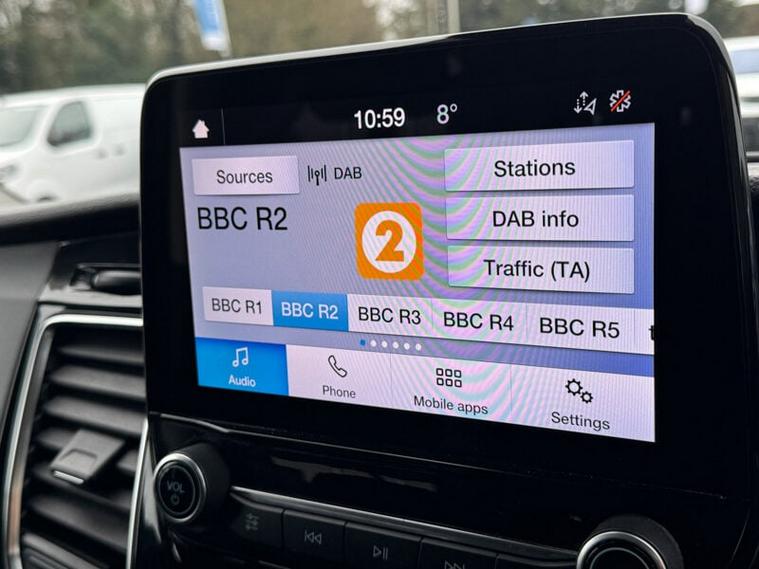 10:59 8°
Sources DAB Stations
BBC R2
2
DAB info
Traffic (TA)
BBC R1 BBC R2 BBC R3 BBC R4 BBC R5
Audio Phone Mobile apps Settings
VOL